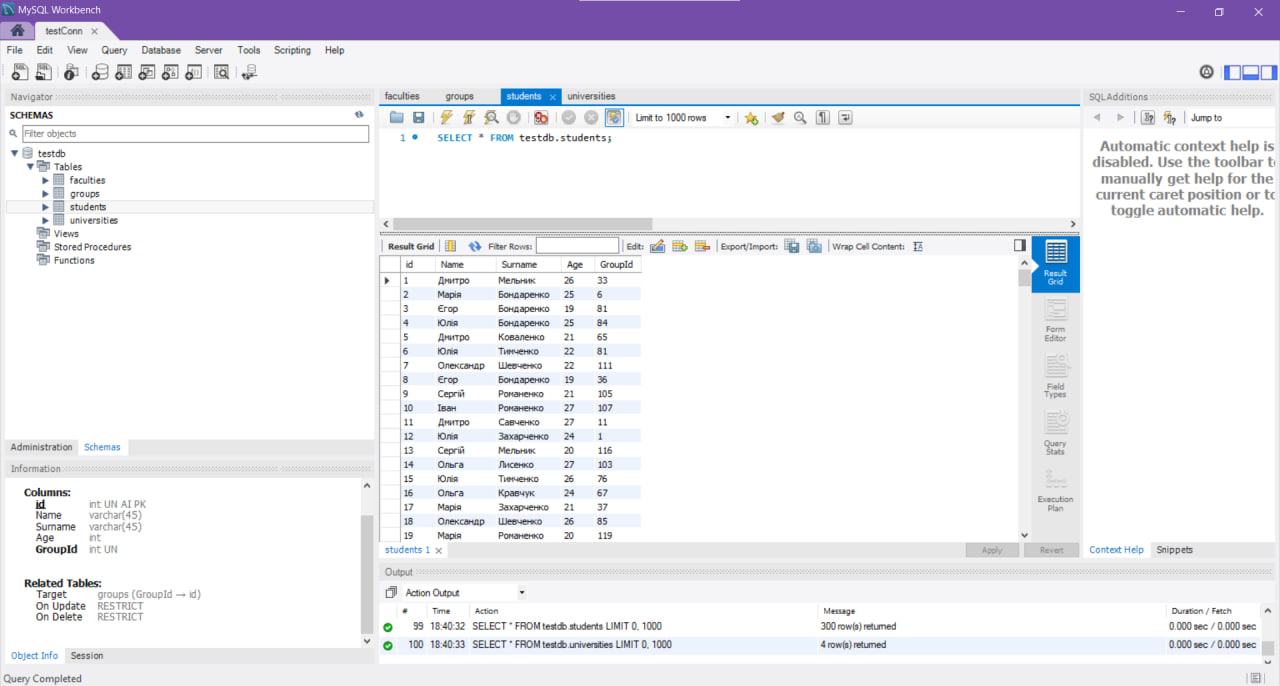 MySQL Workbench
testConn
File Edit View Query Database Server Tools Scripting Help
Navigator
SCHEMAS
Filter objects
testdb
Tables
faculties
groups
students
universities
Views
Stored Procedures
Functions
Administration Schemas
Information
Columns:
id int UN AI PK
Name varchar(45)
Surname varchar(45)
Age int
GroupId int UN
Related Tables:
Target groups (GroupId → id)
On Update RESTRICT
On Delete RESTRICT
Object Info Session
Query Completed
faculties groups students universities
Limit to 1000 rows
1 SELECT * FROM testdb.students;
Result Grid Filter Rows: Edit: Export/Import: Wrap Cell Content:
id Name Surname Age GroupId
1 Дмитро Мельник 26 33
2 Марія Бондаренко 25 6
3 Єгор Бондаренко 19 81
4 Юлія Бондаренко 25 84
5 Дмитро Коваленко 21 65
6 Юлія Тимченко 22 81
7 Олександр Шевченко 22 111
8 Єгор Бондаренко 19 36
9 Сергій Романенко 21 105
10 Іван Романенко 27 107
11 Дмитро Савченко 27 11
12 Юлія Захарченко 24 1
13 Сергій Мельник 20 116
14 Ольга Лисенко 27 103
15 Юлія Тимченко 26 76
16 Ольга Кравчук 24 67
17 Марія Захарченко 21 37
18 Олександр Шевченко 26 85
19 Марія Романенко 20 119
students 1
Apply Revert
Result
Grid
Form
Editor
Field
Types
Query
Stats
Execution
Plan
SQLAdditions
Jump to
Automatic context help is
disabled. Use the toolbar t
manually get help for the
current caret position or to
toggle automatic help.
Context Help Snippets
Output
Action Output
# Time Action Message Duration / Fetch
99 18:40:32 SELECT * FROM testdb.students LIMIT 0, 1000 300 row(s) returned 0.000 sec / 0.000 sec
100 18:40:33 SELECT * FROM testdb.universities LIMIT 0, 1000 4 row(s) returned 0.000 sec / 0.000 sec